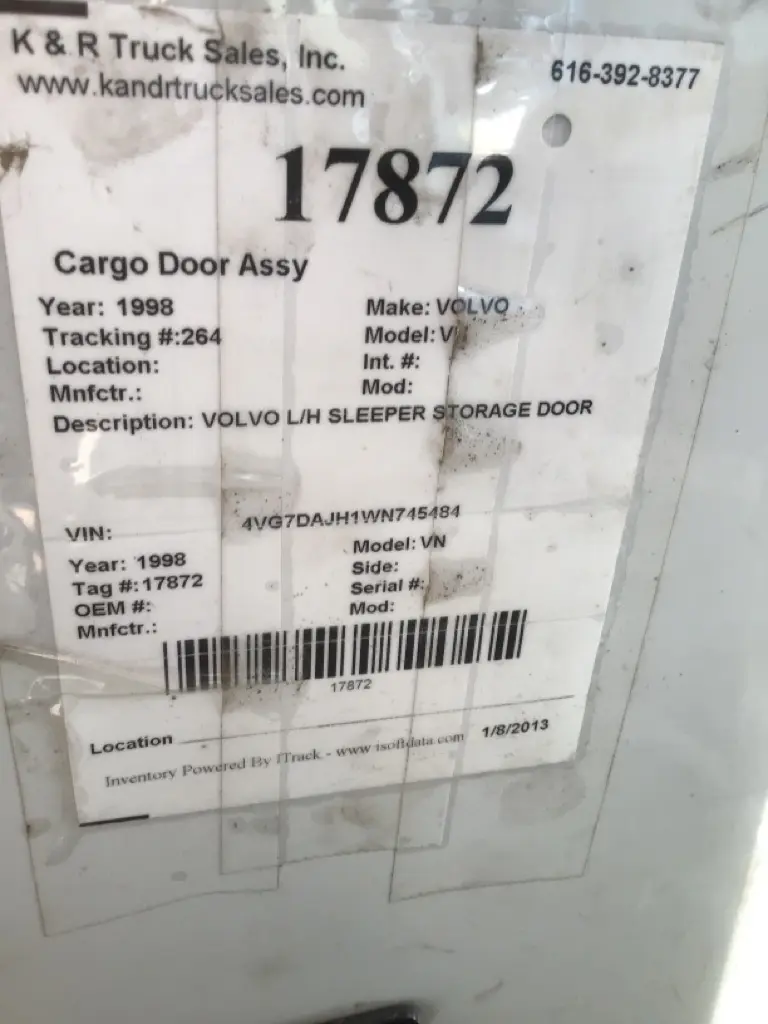 K & R Truck Sales, Inc.
www.kandrtrucksales.com
616-392-8377
17872
Cargo Door Assy
Year: 1998 Make: VOLVO
Tracking #:264 Model: V
Location: Int. #:
Mnfctr.: Mod:
Description: VOLVO L/H SLEEPER STORAGE DOOR
VIN: 4VG7DAJH1WN745484
Year: 1998 Model: VN
Tag #:17872 Side:
OEM #: Serial #:
Mnfctr.: Mod:
17872
Location 1/8/2013
Inventory Powered By ITrack - www.isoftdata.com